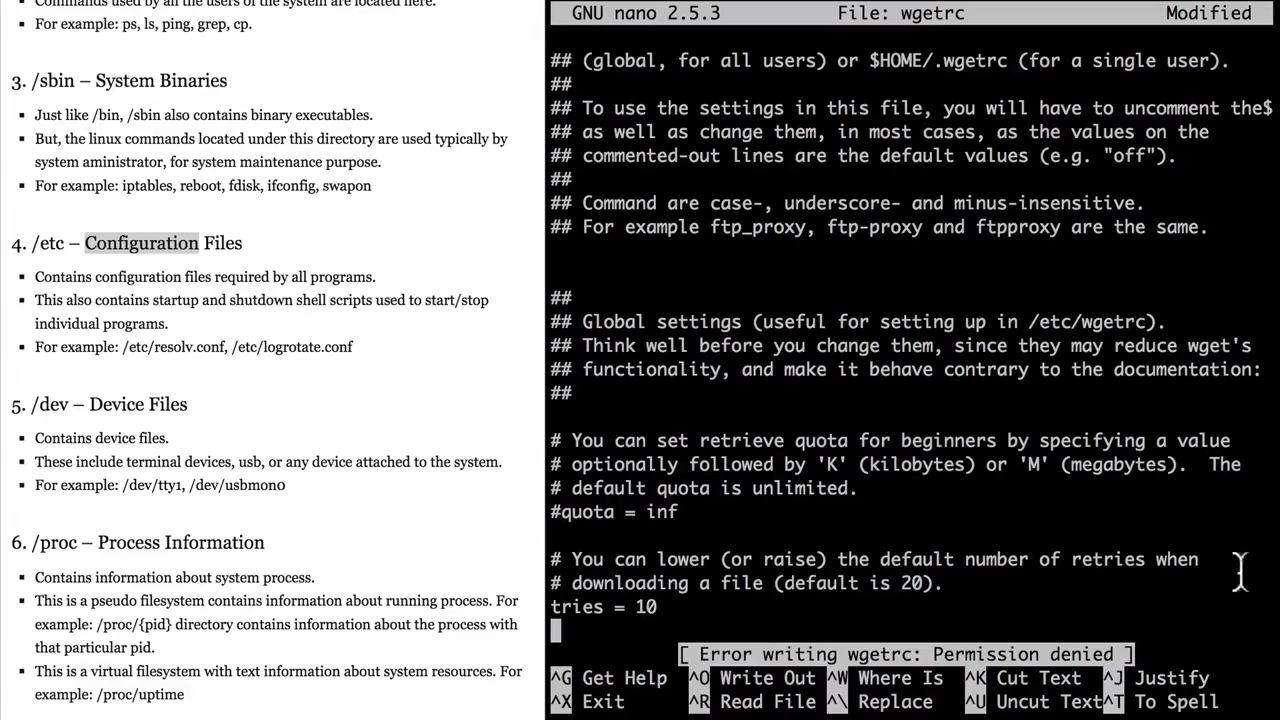 Commands used by all the users of the system are located here.
For example: ps, ls, ping, grep, cp.
3. /sbin – System Binaries
Just like /bin, /sbin also contains binary executables.
But, the linux commands located under this directory are used typically by
system aministrator, for system maintenance purpose.
For example: iptables, reboot, fdisk, ifconfig, swapon
4. /etc – Configuration Files
Contains configuration files required by all programs.
This also contains startup and shutdown shell scripts used to start/stop
individual programs.
For example: /etc/resolv.conf, /etc/logrotate.conf
5. /dev – Device Files
Contains device files.
These include terminal devices, usb, or any device attached to the system.
For example: /dev/tty1, /dev/usbmon0
6. /proc – Process Information
Contains information about system process.
This is a pseudo filesystem contains information about running process. For
example: /proc/{pid} directory contains information about the process with
that particular pid.
This is a virtual filesystem with text information about system resources. For
example: /proc/uptime
GNU nano 2.5.3 File: wgetrc Modified
## (global, for all users) or $HOME/.wgetrc (for a single user).
##
## To use the settings in this file, you will have to uncomment the$
## as well as change them, in most cases, as the values on the
## commented-out lines are the default values (e.g. "off").
##
## Command are case-, underscore- and minus-insensitive.
## For example ftp_proxy, ftp-proxy and ftpproxy are the same.
##
## Global settings (useful for setting up in /etc/wgetrc).
## Think well before you change them, since they may reduce wget's
## functionality, and make it behave contrary to the documentation:
##
# You can set retrieve quota for beginners by specifying a value
# optionally followed by 'K' (kilobytes) or 'M' (megabytes).  The
# default quota is unlimited.
#quota = inf
# You can lower (or raise) the default number of retries when
# downloading a file (default is 20).
tries = 10
[ Error writing wgetrc: Permission denied ]
^G Get Help ^O Write Out ^W Where Is ^K Cut Text ^J Justify
^X Exit ^R Read File ^\ Replace ^U Uncut Text ^T To Spell